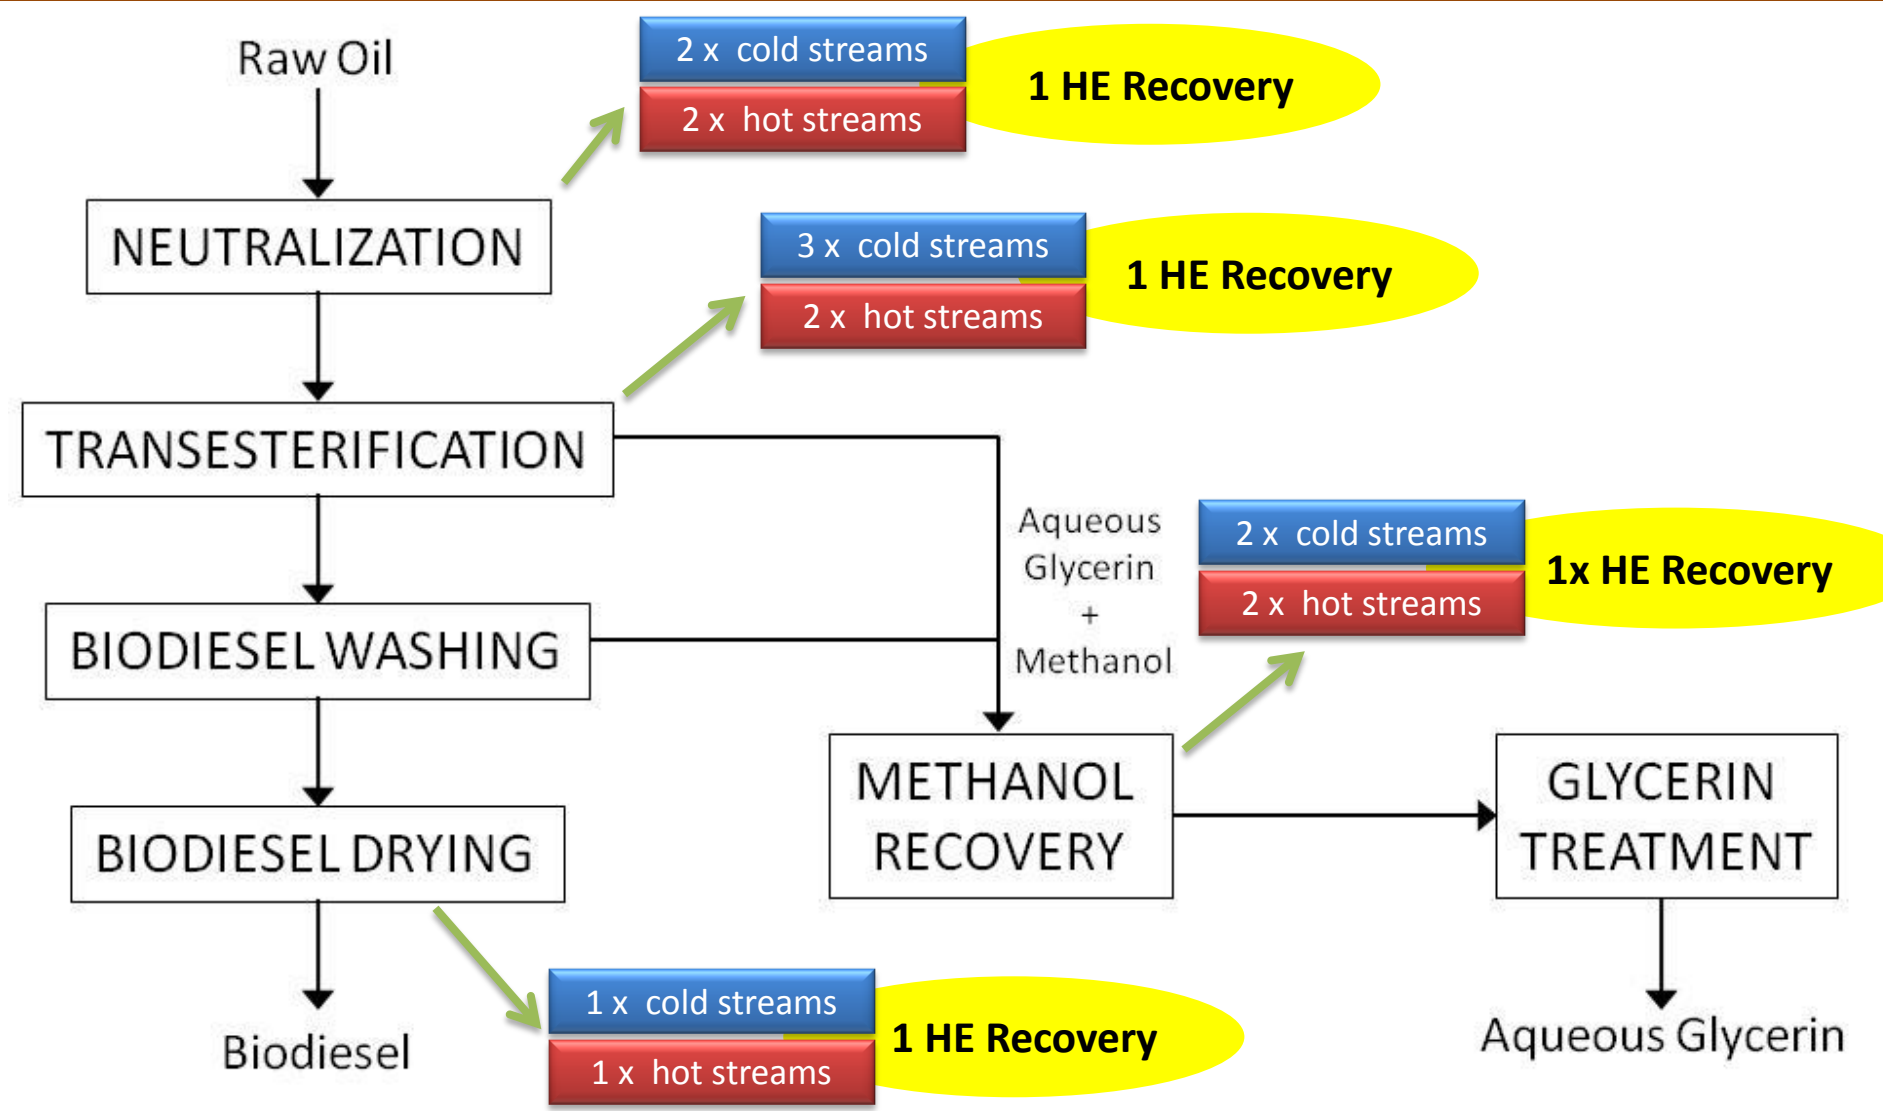 Raw Oil
2 x cold streams
2 x hot streams
1 HE Recovery
NEUTRALIZATION
3 x cold streams
2 x hot streams
1 HE Recovery
TRANSESTERIFICATION
Aqueous
Glycerin
+
Methanol
2 x cold streams
2 x hot streams
1x HE Recovery
BIODIESEL WASHING
METHANOL
RECOVERY
GLYCERIN
TREATMENT
BIODIESEL DRYING
1 x cold streams
1 x hot streams
1 HE Recovery
Biodiesel
Aqueous Glycerin